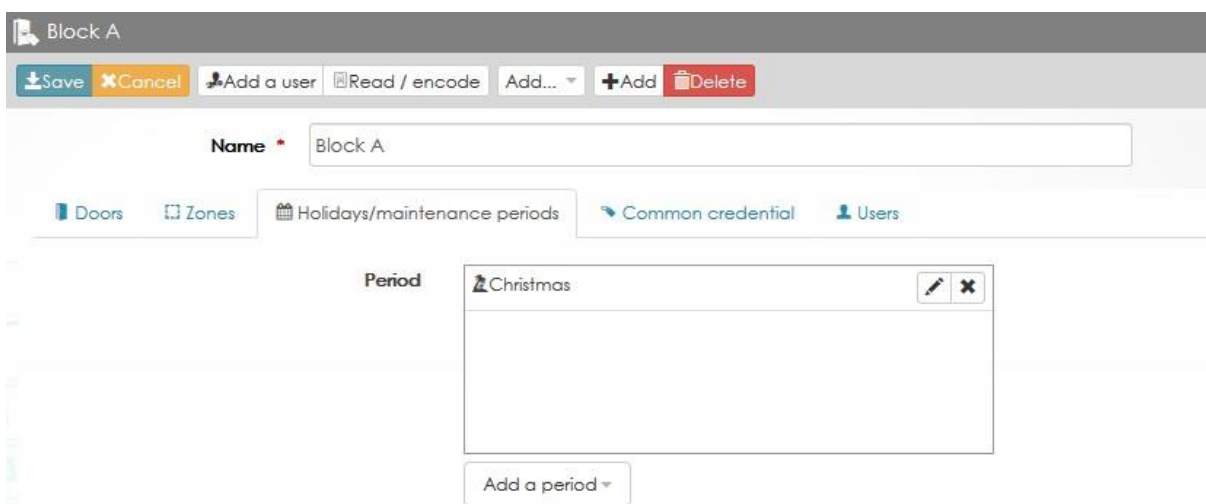 Block A
Save Cancel Add a user Read / encode Add... Add Delete
Name * Block A
Doors Zones Holidays/maintenance periods Common credential Users
Period Christmas
Add a period